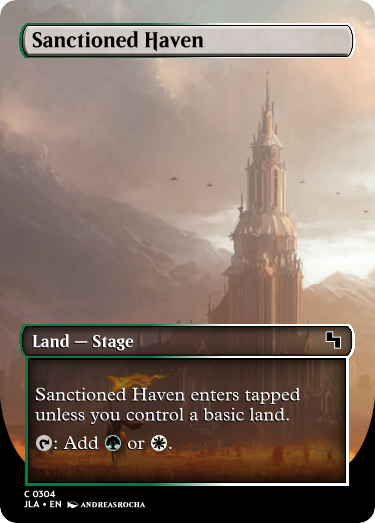 Sanctioned Haven
Land — Stage
Sanctioned Haven enters tapped
unless you control a basic land.
: Add or .
C 0304
JLA • EN ANDREASROCHA